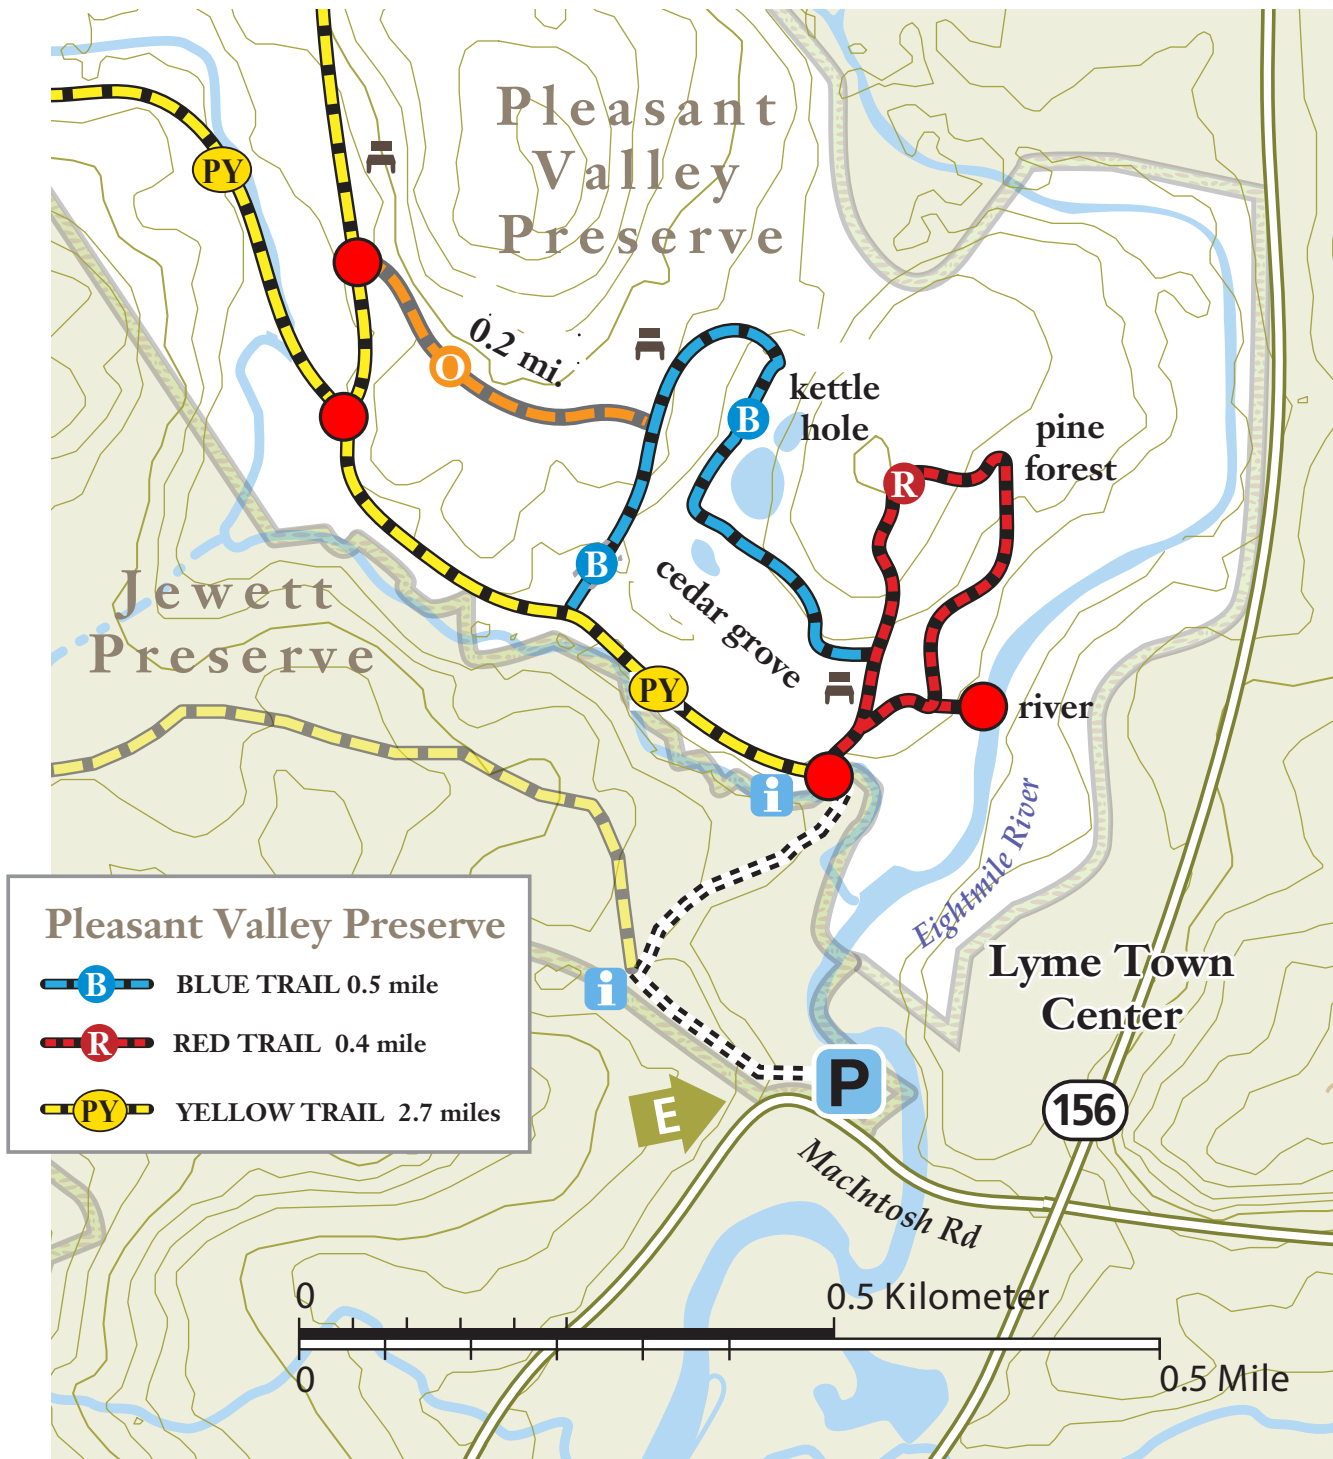 Pleasant
Valley
Preserve
PY
0.2 mi.
O
kettle
hole
B
pine
forest
R
B
Jewett
Preserve
cedar grove
PY
river
i
Eightmile River
Pleasant Valley Preserve
B BLUE TRAIL 0.5 mile
R RED TRAIL 0.4 mile
PY YELLOW TRAIL 2.7 miles
Lyme Town
Center
i
P
E
156
MacIntosh Rd
0 0.5 Kilometer
0 0.5 Mile